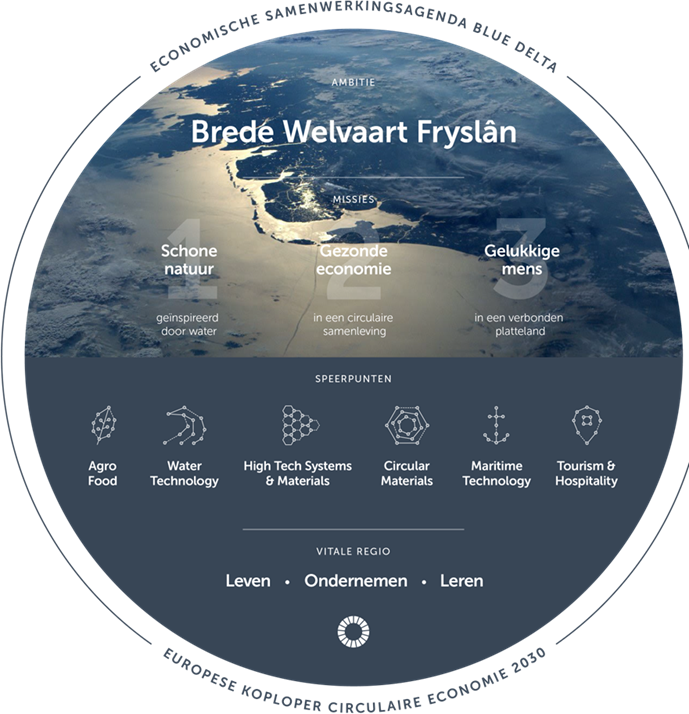 ECONOMISCHE SAMENWERKINGSAGENDA BLUE DELTA
AMBITIE
Brede Welvaart Fryslân
MISSIES
1
Schone
natuur
geïnspireerd
door water
2
Gezonde
economie
in een circulaire
samenleving
3
Gelukkige
mens
in een verbonden
platteland
SPEERPUNTEN
Agro
Food
Water
Technology
High Tech Systems
& Materials
Circular
Materials
Maritime
Technology
Tourism &
Hospitality
VITALE REGIO
Leven • Ondernemen • Leren
EUROPESE KOPLOPER CIRCULAIRE ECONOMIE 2030